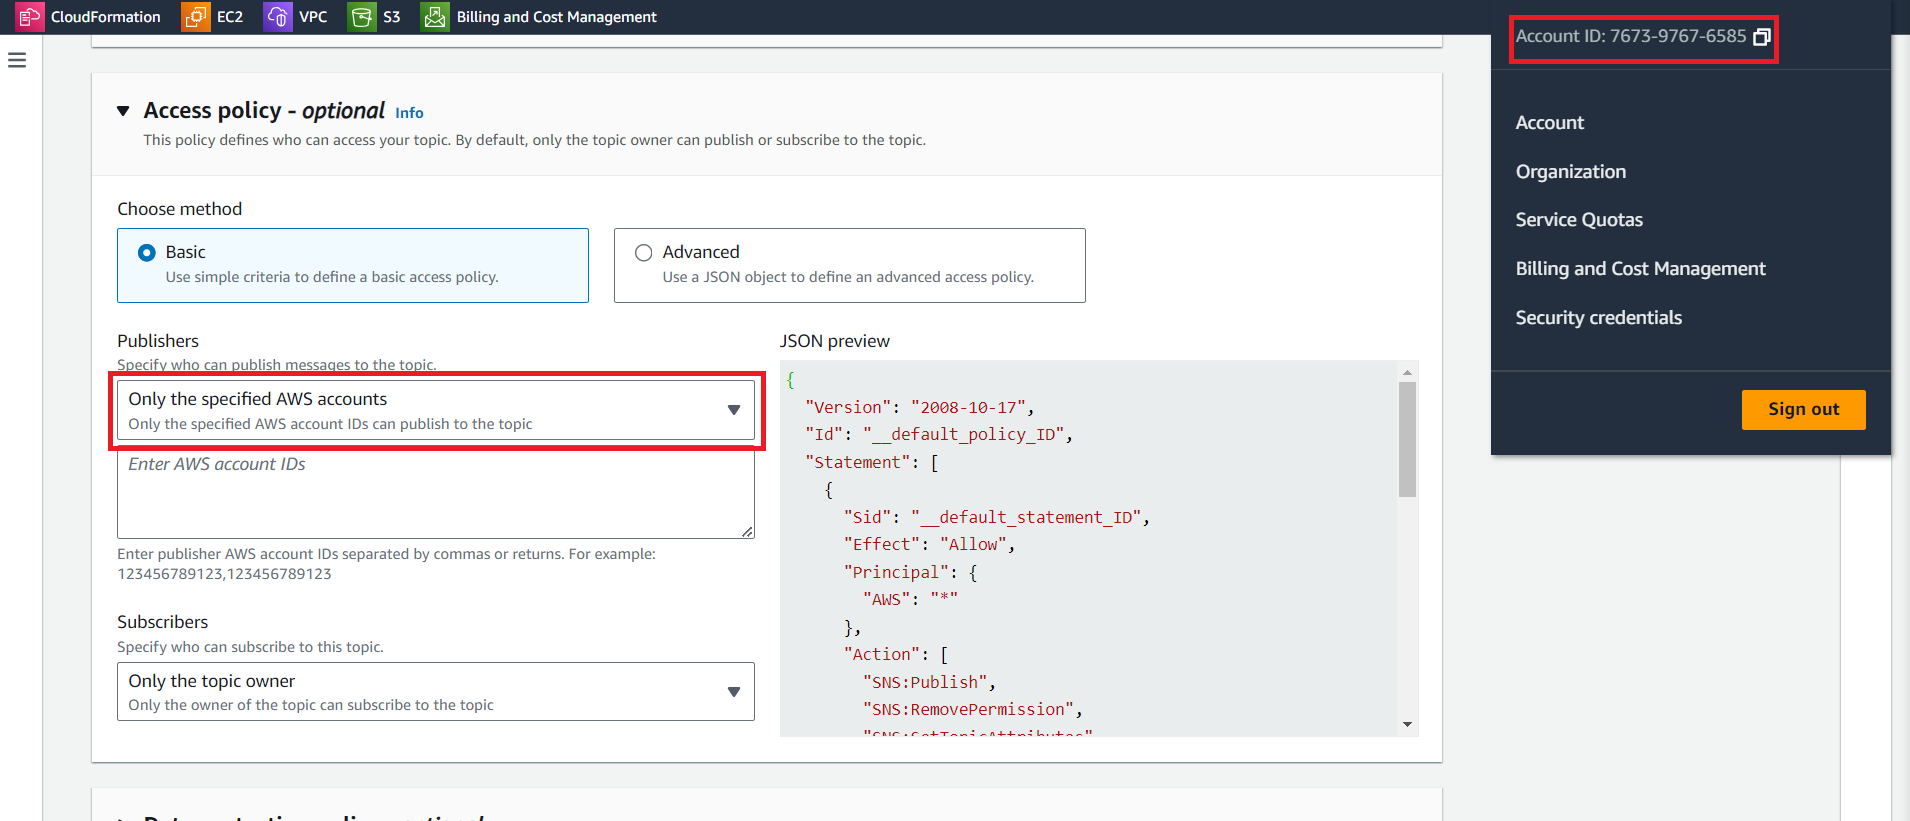 CloudFormation EC2 VPC S3 Billing and Cost Management
Account ID: 7673-9767-6585
Account
Organization
Service Quotas
Billing and Cost Management
Security credentials
Sign out
Access policy - optional Info
This policy defines who can access your topic. By default, only the topic owner can publish or subscribe to the topic.
Choose method
Basic
Use simple criteria to define a basic access policy.
Advanced
Use a JSON object to define an advanced access policy.
Publishers
Specify who can publish messages to the topic.
Only the specified AWS accounts
Only the specified AWS account IDs can publish to the topic
Enter AWS account IDs
Enter publisher AWS account IDs separated by commas or returns. For example:
123456789123,123456789123
Subscribers
Specify who can subscribe to this topic.
Only the topic owner
Only the owner of the topic can subscribe to the topic
JSON preview
{
"Version": "2008-10-17",
"Id": "__default_policy_ID",
"Statement": [
{
"Sid": "__default_statement_ID",
"Effect": "Allow",
"Principal": {
"AWS": "*"
},
"Action": [
"SNS:Publish",
"SNS:RemovePermission",
"SNS:SetTopicAttributes"